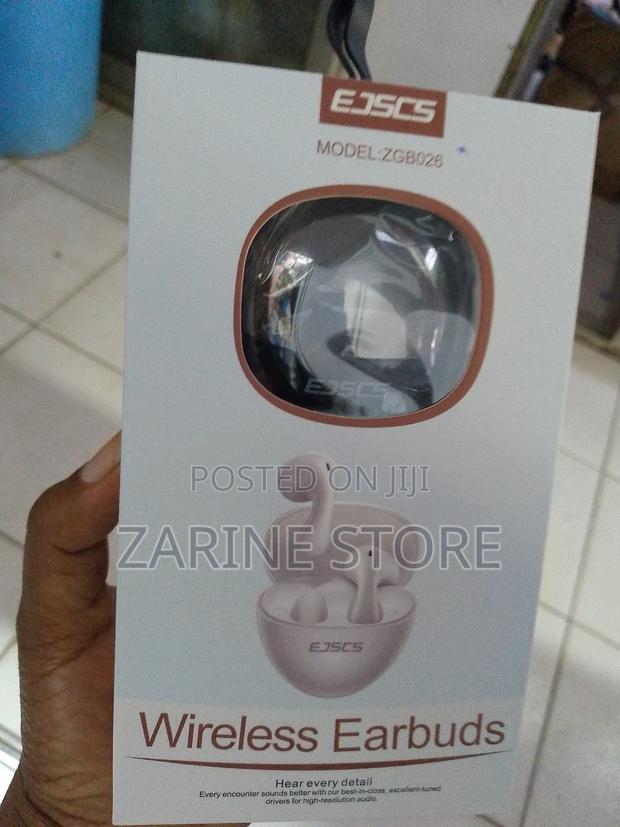 EJSCS
MODEL:ZGB026
EJSCS
POSTED ON JIJI
ZARINE STORE
EJSCS
Wireless Earbuds
Hear every detail
Every encounter sounds better with our best-in-closs, excellent-tuned
drivers for high-resolution audio.